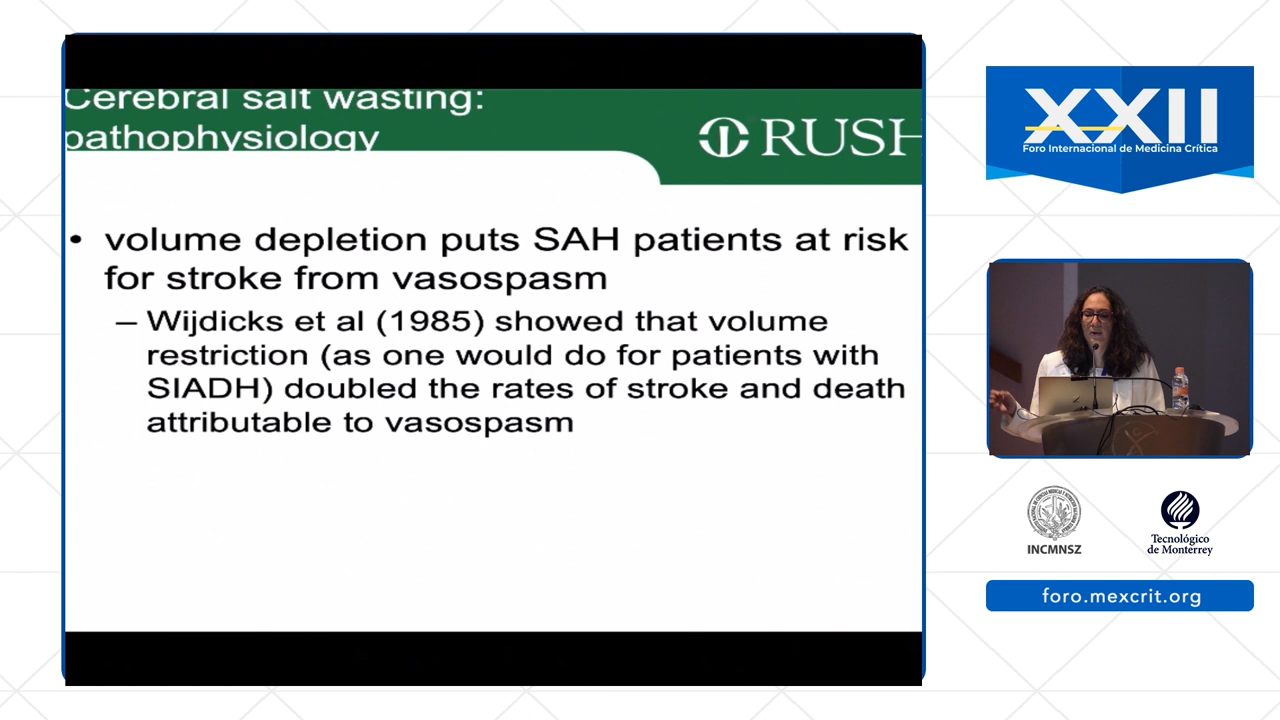 Cerebral salt wasting:
pathophysiology
RUSH
• volume depletion puts SAH patients at risk
for stroke from vasospasm
– Wijdicks et al (1985) showed that volume
restriction (as one would do for patients with
SIADH) doubled the rates of stroke and death
attributable to vasospasm
XXII
Foro Internacional de Medicina Crítica
INCMNSZ
Tecnológico
de Monterrey
foro.mexcrit.org